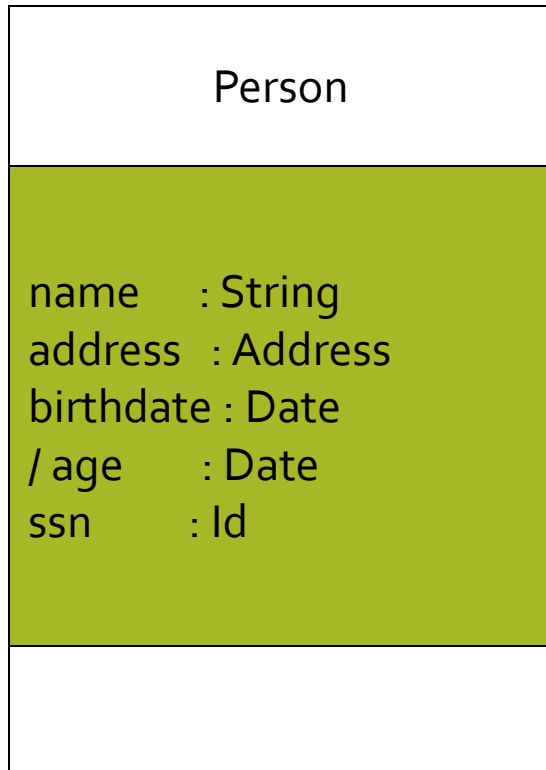 Person
name : String
address : Address
birthdate : Date
/ age : Date
ssn : Id